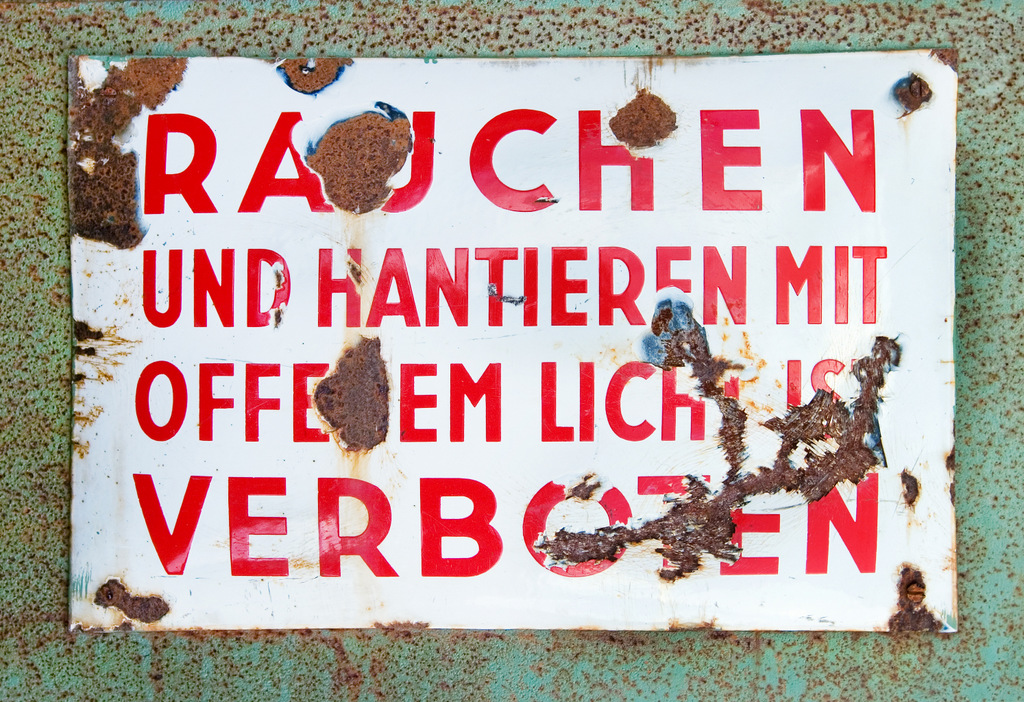 RAUCHEN
UND HANTIEREN MIT
OFFENEM LICHT IST
VERBOTEN